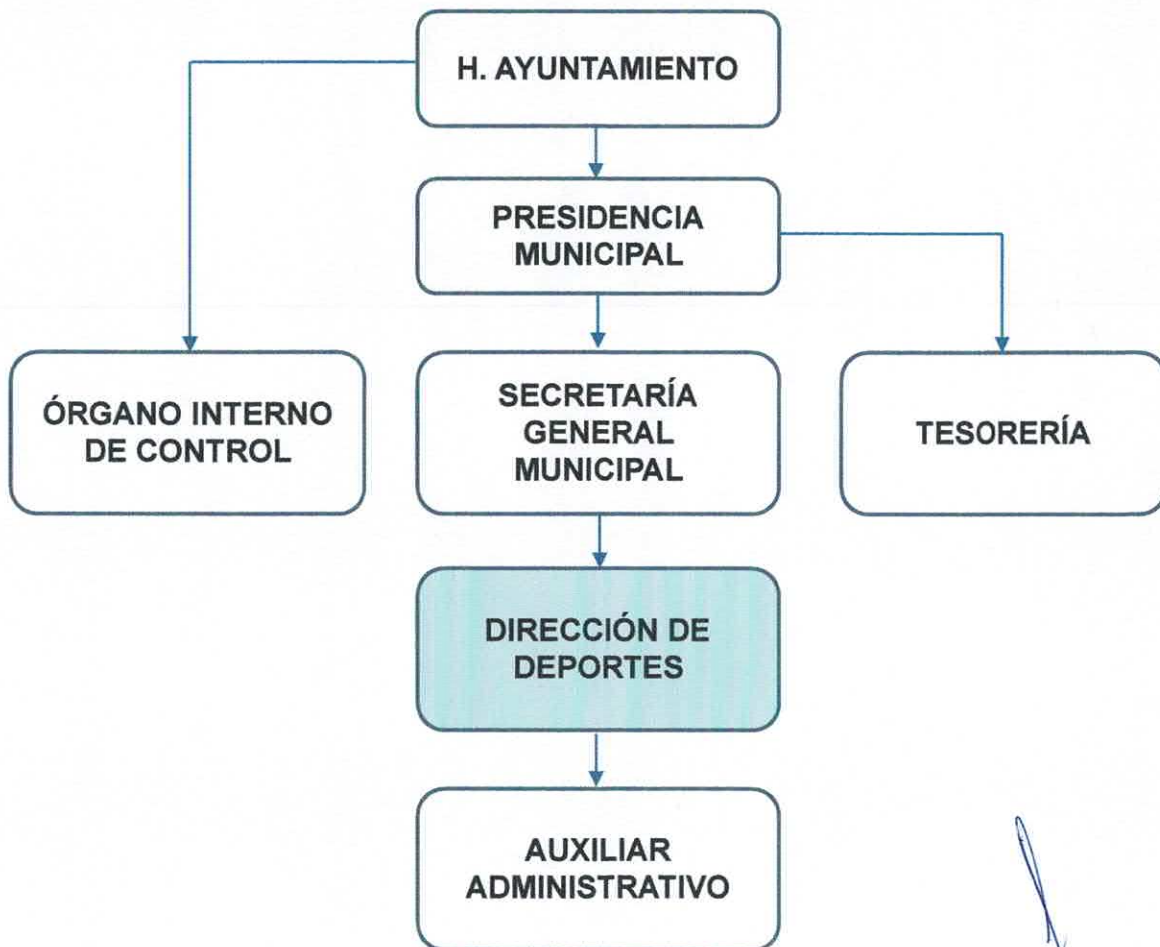 H. AYUNTAMIENTO
PRESIDENCIA
MUNICIPAL
ÓRGANO INTERNO
DE CONTROL
SECRETARÍA
GENERAL
MUNICIPAL
TESORERÍA
DIRECCIÓN DE
DEPORTES
AUXILIAR
ADMINISTRATIVO